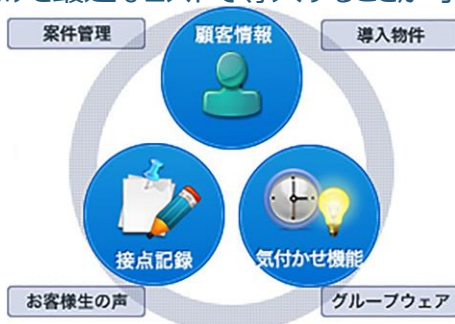 案件管理
顧客情報
導入物件
接点記録
気付かせ機能
お客様生の声
グループウェア